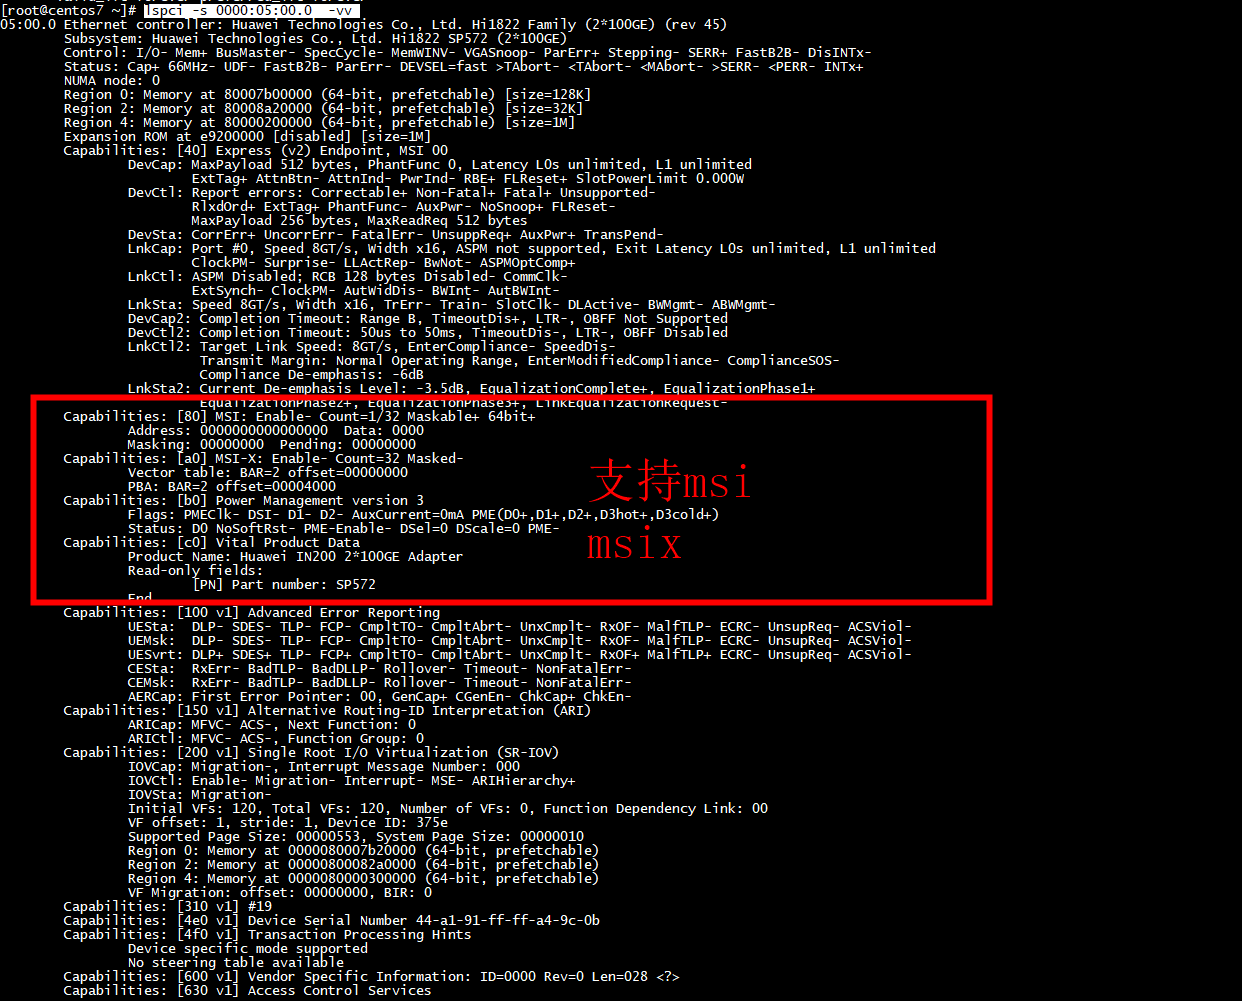 [root@centos7 ~]# lspci -s 0000:05:00.0  -vv
05:00.0 Ethernet controller: Huawei Technologies Co., Ltd. Hi1822 Family (2*100GE) (rev 45)
Subsystem: Huawei Technologies Co., Ltd. Hi1822 SP572 (2*100GE)
Control: I/O- Mem+ BusMaster- SpecCycle- MemWINV- VGASnoop- ParErr+ Stepping- SERR+ FastB2B- DisINTx-
Status: Cap+ 66MHz- UDF- FastB2B- ParErr- DEVSEL=fast >TAbort- <TAbort- <MAbort- >SERR- <PERR- INTx+
NUMA node: 0
Region 0: Memory at 80007b00000 (64-bit, prefetchable) [size=128K]
Region 2: Memory at 80008a20000 (64-bit, prefetchable) [size=32K]
Region 4: Memory at 80000200000 (64-bit, prefetchable) [size=1M]
Expansion ROM at e9200000 [disabled] [size=1M]
Capabilities: [40] Express (v2) Endpoint, MSI 00
DevCap: MaxPayload 512 bytes, PhantFunc 0, Latency L0s unlimited, L1 unlimited
ExtTag+ AttnBtn- AttnInd- PwrInd- RBE+ FLReset+ SlotPowerLimit 0.000W
DevCtl: Report errors: Correctable+ Non-Fatal+ Fatal+ Unsupported-
RlxdOrd+ ExtTag+ PhantFunc- AuxPwr- NoSnoop+ FLReset-
MaxPayload 256 bytes, MaxReadReq 512 bytes
DevSta: CorrErr+ UncorrErr- FatalErr- UnsuppReq+ AuxPwr+ TransPend-
LnkCap: Port #0, Speed 8GT/s, Width x16, ASPM not supported, Exit Latency L0s unlimited, L1 unlimited
ClockPM- Surprise- LLActRep- BwNot- ASPMOptComp+
LnkCtl: ASPM Disabled; RCB 128 bytes Disabled- CommClk-
ExtSynch- ClockPM- AutWidDis- BWInt- AutBWInt-
LnkSta: Speed 8GT/s, Width x16, TrErr- Train- SlotClk- DLActive- BWMgmt- ABWMgmt-
DevCap2: Completion Timeout: Range B, TimeoutDis+, LTR-, OBFF Not Supported
DevCtl2: Completion Timeout: 50us to 50ms, TimeoutDis-, LTR-, OBFF Disabled
LnkCtl2: Target Link Speed: 8GT/s, EnterCompliance- SpeedDis-
Transmit Margin: Normal Operating Range, EnterModifiedCompliance- ComplianceSOS-
Compliance De-emphasis: -6dB
LnkSta2: Current De-emphasis Level: -3.5dB, EqualizationComplete+, EqualizationPhase1+
EqualizationPhase2+, EqualizationPhase3+, LinkEqualizationRequest-
Capabilities: [80] MSI: Enable- Count=1/32 Maskable+ 64bit+
Address: 0000000000000000  Data: 0000
Masking: 00000000  Pending: 00000000
Capabilities: [a0] MSI-X: Enable- Count=32 Masked-
Vector table: BAR=2 offset=00000000
PBA: BAR=2 offset=00004000
支持msi
Capabilities: [b0] Power Management version 3
Flags: PMEClk- DSI- D1- D2- AuxCurrent=0mA PME(D0+,D1+,D2+,D3hot+,D3cold+)
Status: D0 NoSoftRst- PME-Enable- DSel=0 DScale=0 PME-
msix
Capabilities: [c0] Vital Product Data
Product Name: Huawei IN200 2*100GE Adapter
Read-only fields:
[PN] Part number: SP572
End
Capabilities: [100 v1] Advanced Error Reporting
UESta:  DLP- SDES- TLP- FCP- CmpltTO- CmpltAbrt- UnxCmplt- RxOF- MalfTLP- ECRC- UnsupReq- ACSViol-
UEMsk:  DLP- SDES- TLP- FCP- CmpltTO- CmpltAbrt- UnxCmplt- RxOF- MalfTLP- ECRC- UnsupReq- ACSViol-
UESvrt: DLP+ SDES+ TLP- FCP+ CmpltTO- CmpltAbrt- UnxCmplt- RxOF+ MalfTLP+ ECRC- UnsupReq- ACSViol-
CESta:  RxErr- BadTLP- BadDLLP- Rollover- Timeout- NonFatalErr-
CEMsk:  RxErr- BadTLP- BadDLLP- Rollover- Timeout- NonFatalErr-
AERCap: First Error Pointer: 00, GenCap+ CGenEn- ChkCap+ ChkEn-
Capabilities: [150 v1] Alternative Routing-ID Interpretation (ARI)
ARICap: MFVC- ACS-, Next Function: 0
ARICtl: MFVC- ACS-, Function Group: 0
Capabilities: [200 v1] Single Root I/O Virtualization (SR-IOV)
IOVCap: Migration-, Interrupt Message Number: 000
IOVCtl: Enable- Migration- Interrupt- MSE- ARIHierarchy+
IOVSta: Migration-
Initial VFs: 120, Total VFs: 120, Number of VFs: 0, Function Dependency Link: 00
VF offset: 1, stride: 1, Device ID: 375e
Supported Page Size: 00000553, System Page Size: 00000010
Region 0: Memory at 0000080007b20000 (64-bit, prefetchable)
Region 2: Memory at 00000800082a0000 (64-bit, prefetchable)
Region 4: Memory at 0000080000300000 (64-bit, prefetchable)
VF Migration: offset: 00000000, BIR: 0
Capabilities: [310 v1] #19
Capabilities: [4e0 v1] Device Serial Number 44-a1-91-ff-ff-a4-9c-0b
Capabilities: [4f0 v1] Transaction Processing Hints
Device specific mode supported
No steering table available
Capabilities: [600 v1] Vendor Specific Information: ID=0000 Rev=0 Len=028 <?>
Capabilities: [630 v1] Access Control Services